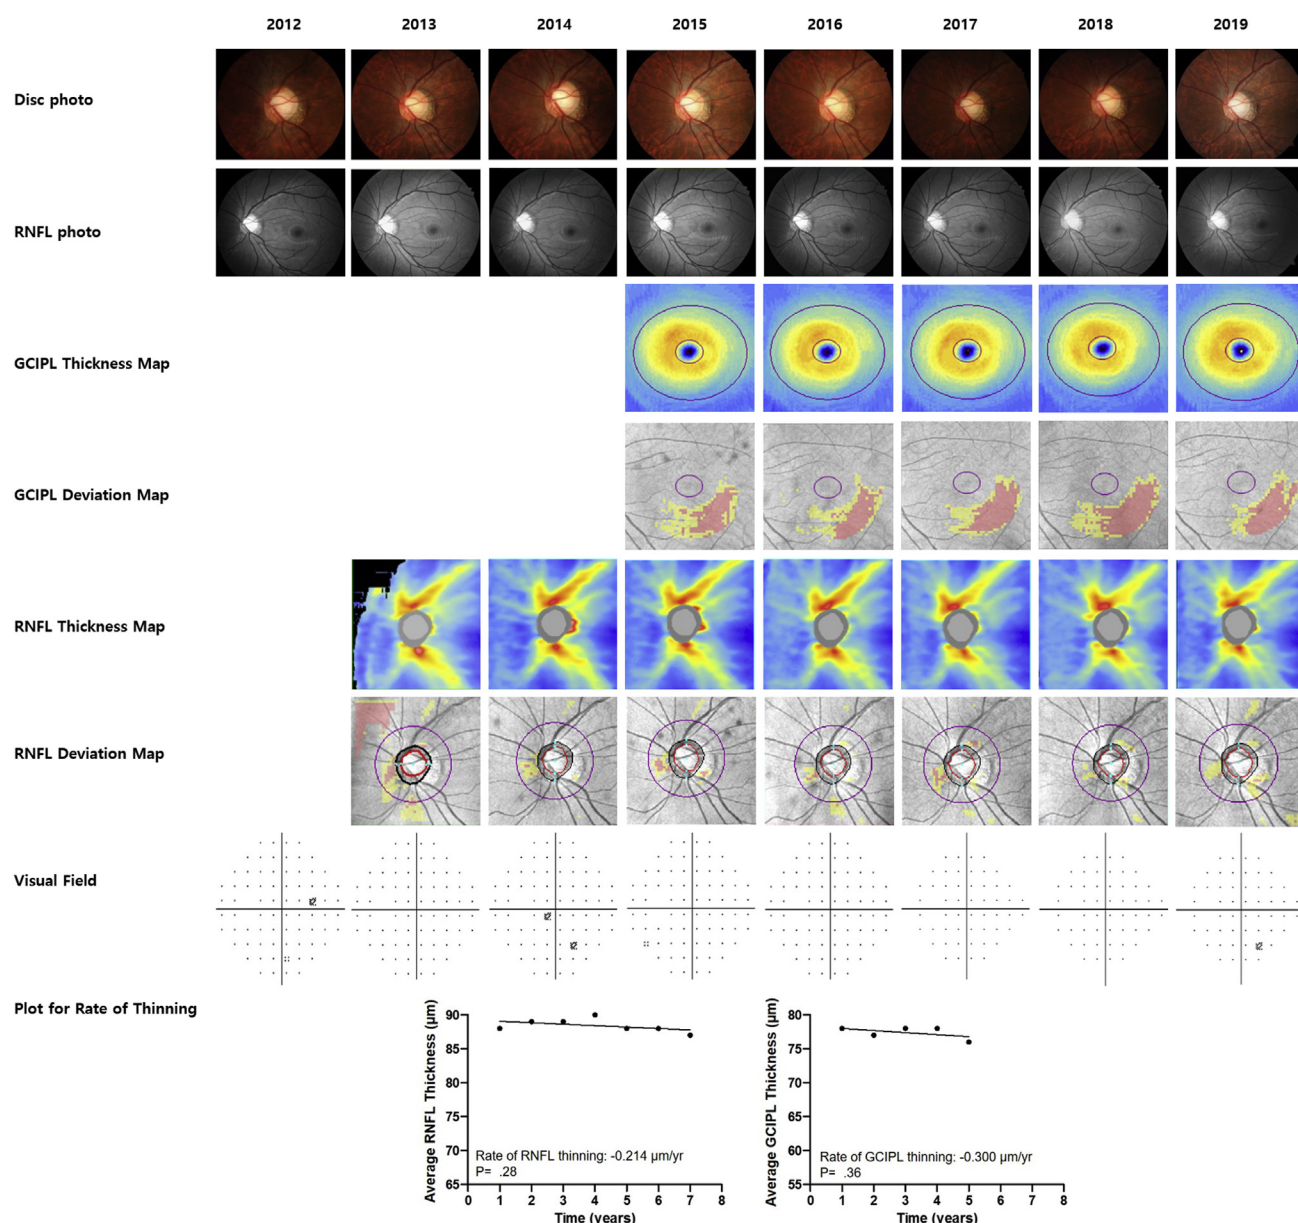 2012 2013 2014 2015 2016 2017 2018 2019
Disc photo
RNFL photo
GCIPL Thickness Map
GCIPL Deviation Map
RNFL Thickness Map
RNFL Deviation Map
Visual Field
Plot for Rate of Thinning
Average RNFL Thickness (µm)
90
85
80
75
70
65
Rate of RNFL thinning: -0.214 µm/yr
P= .28
0 1 2 3 4 5 6 7 8
Time (years)
Average GCIPL Thickness (µm)
80
75
70
65
60
55
Rate of GCIPL thinning: -0.300 µm/yr
P= .36
0 1 2 3 4 5 6 7 8
Time (years)